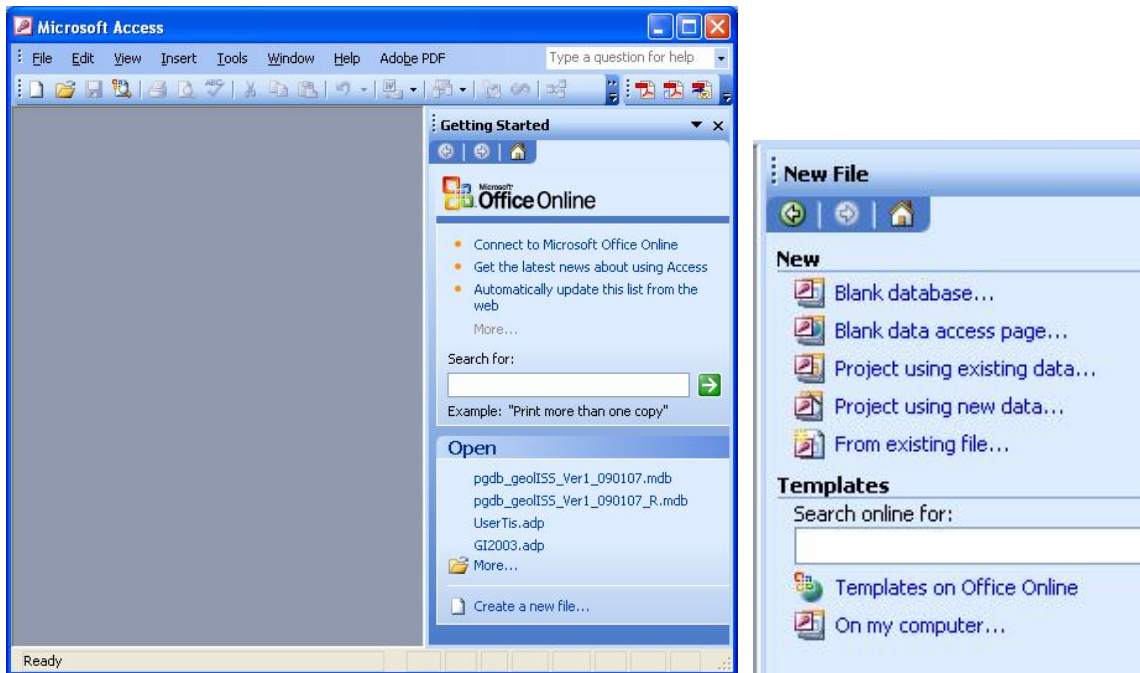 Microsoft Access
File Edit View Insert Tools Window Help Adobe PDF Type a question for help
Getting Started
Microsoft
Office Online
Connect to Microsoft Office Online
Get the latest news about using Access
Automatically update this list from the
web
More...
Search for:
Example: "Print more than one copy"
Open
pgdb_geolISS_Ver1_090107.mdb
pgdb_geolISS_Ver1_090107_R.mdb
UserTis.adp
GI2003.adp
More...
Create a new file...
Ready
New File
New
Blank database...
Blank data access page...
Project using existing data...
Project using new data...
From existing file...
Templates
Search online for:
Templates on Office Online
On my computer...